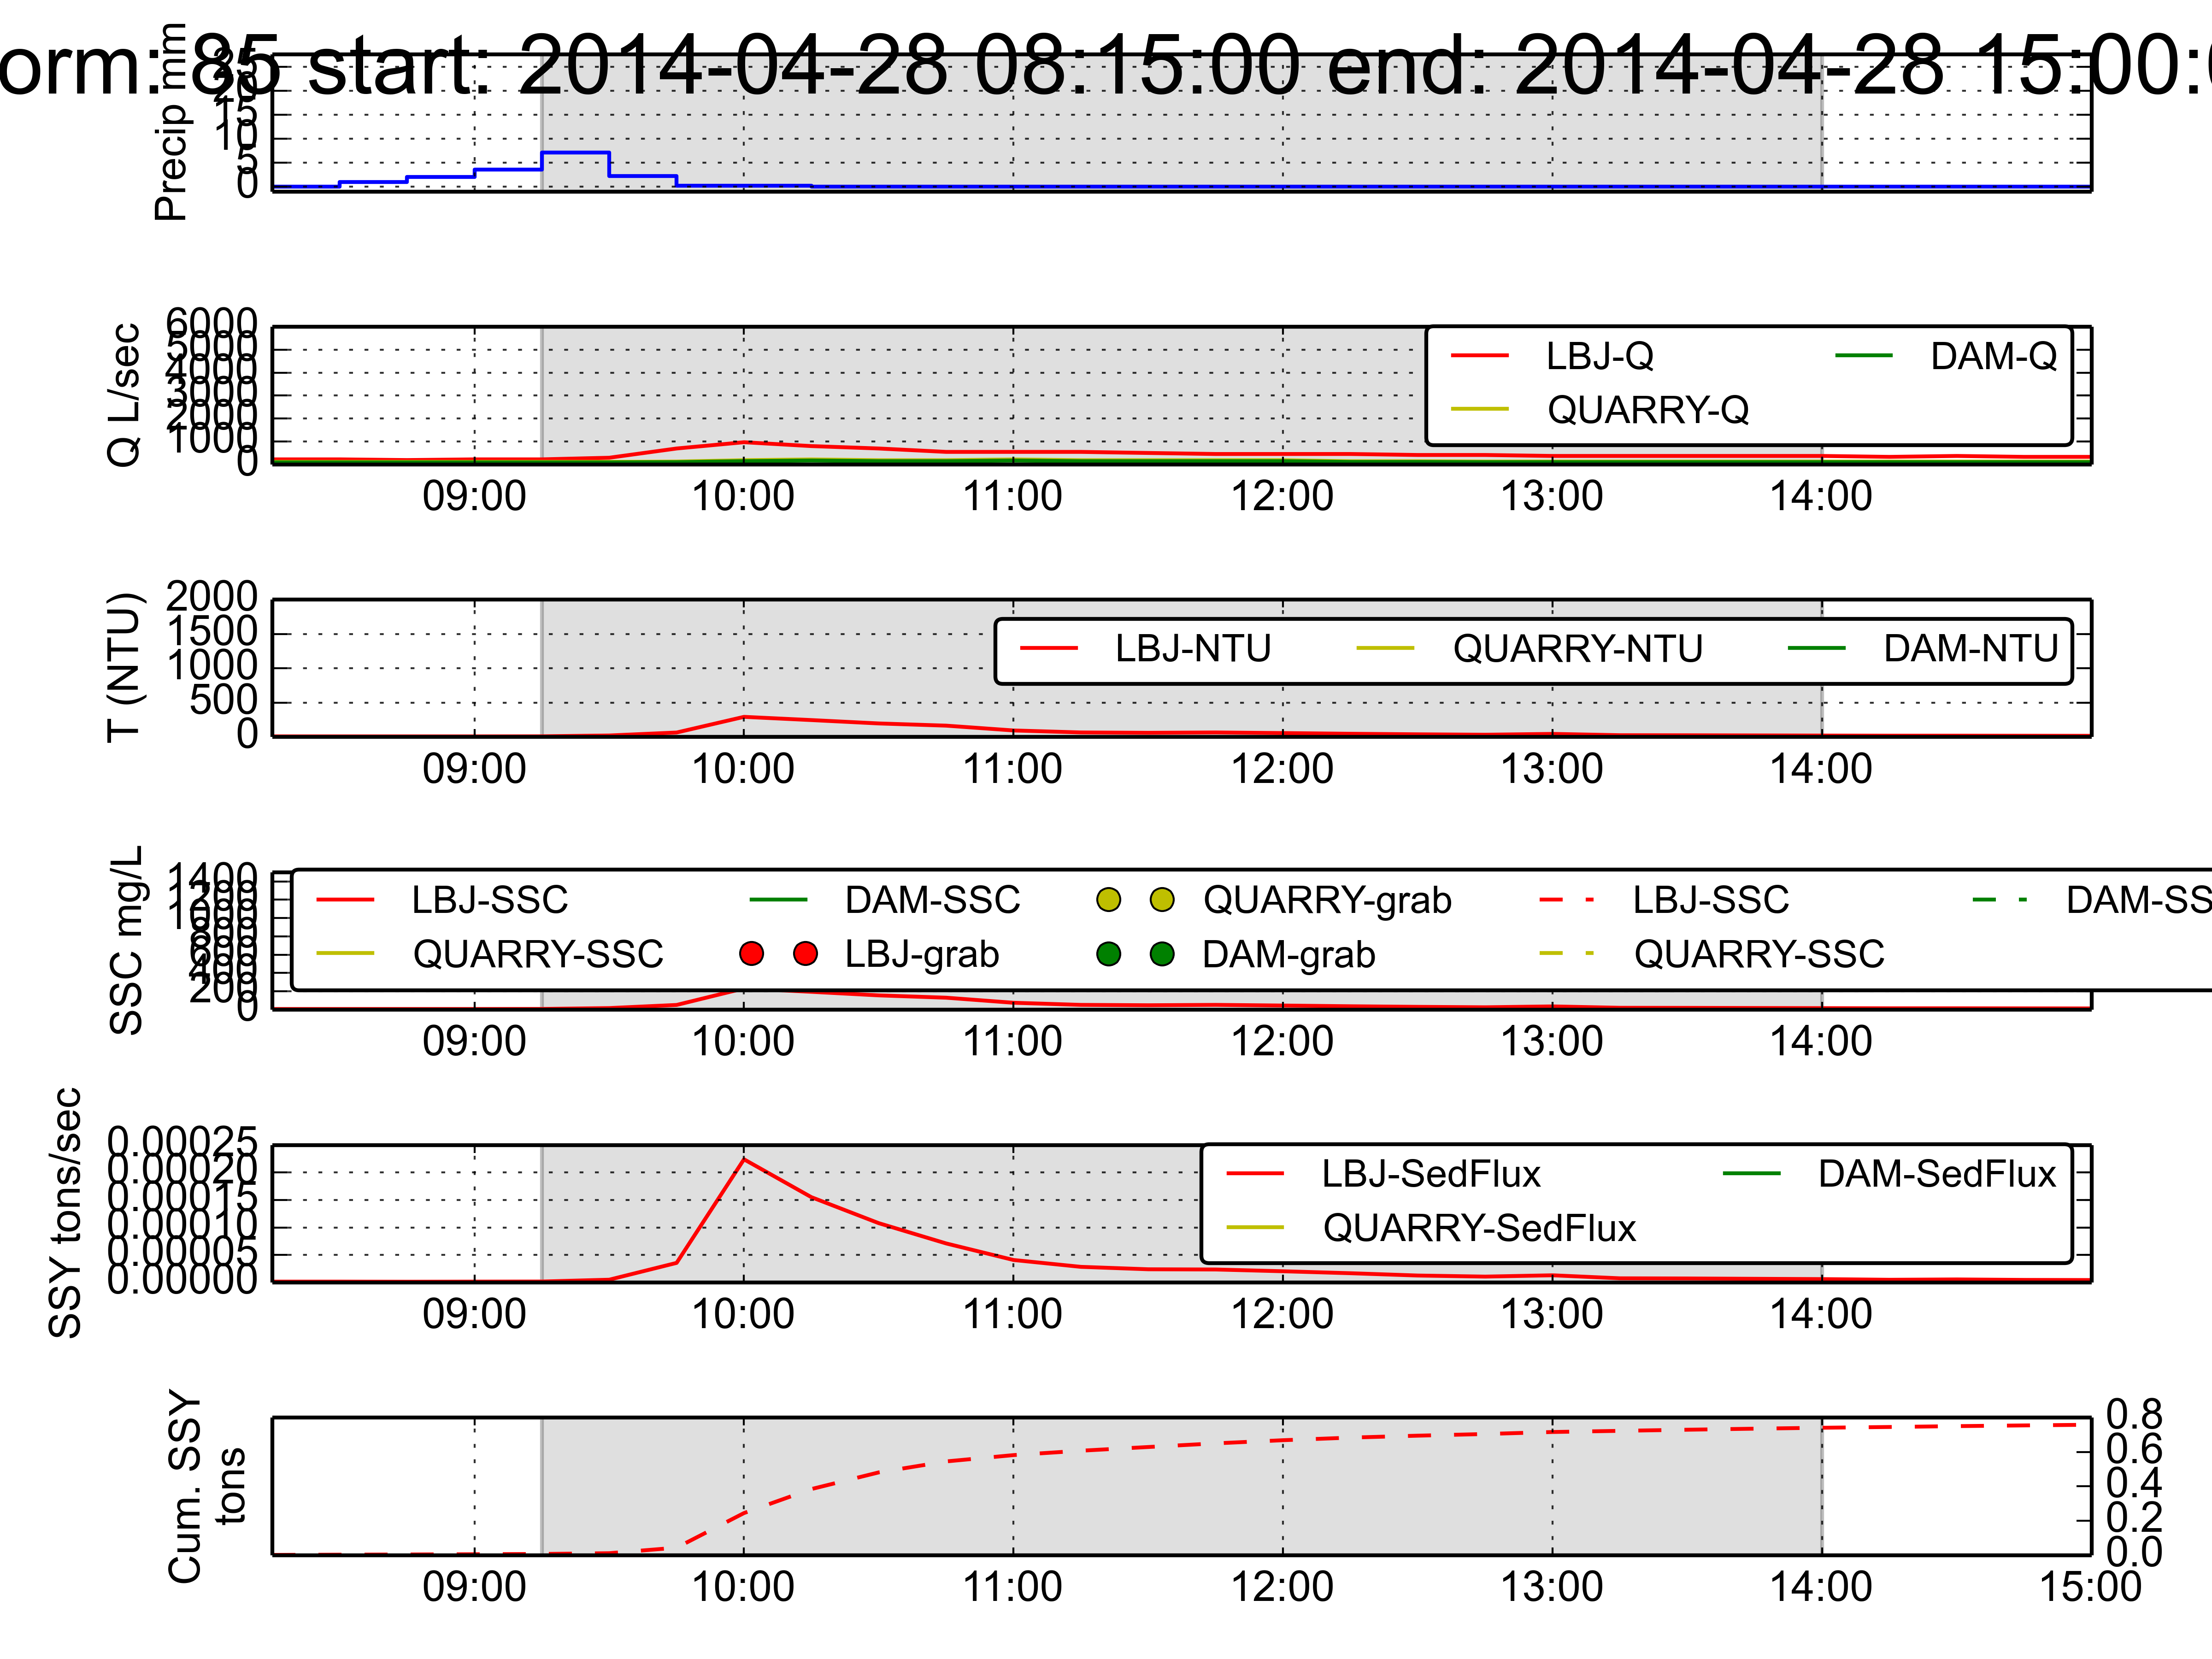 orm: 85 start: 2014-04-28 08:15:00 end: 2014-04-28 15:00:0
Precip mm
25
20
15
10
5
0
Q L/sec
6000
5000
4000
3000
2000
1000
0
LBJ-Q DAM-Q
QUARRY-Q
09:00 10:00 11:00 12:00 13:00 14:00
T (NTU)
2000
1500
1000
500
0
LBJ-NTU QUARRY-NTU DAM-NTU
09:00 10:00 11:00 12:00 13:00 14:00
SSC mg/L
1400
1200
1000
800
600
400
200
0
LBJ-SSC DAM-SSC QUARRY-grab LBJ-SSC DAM-SS
QUARRY-SSC LBJ-grab DAM-grab QUARRY-SSC
09:00 10:00 11:00 12:00 13:00 14:00
SSY tons/sec
0.00025
0.00020
0.00015
0.00010
0.00005
0.00000
LBJ-SedFlux DAM-SedFlux
QUARRY-SedFlux
09:00 10:00 11:00 12:00 13:00 14:00
Cum. SSY
tons
0.8
0.6
0.4
0.2
0.0
09:00 10:00 11:00 12:00 13:00 14:00 15:00